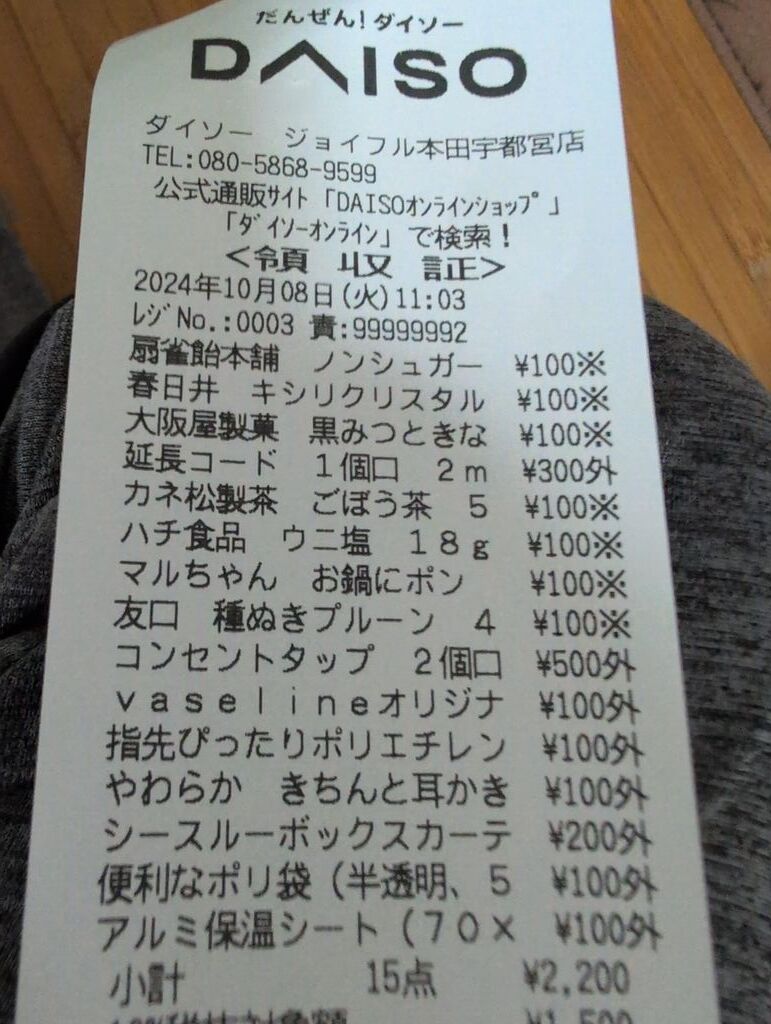 だんぜん！ダイソー
DAISO
ダイソー　ジョイフル本田宇都宮店
TEL:080-5868-9599
公式通販ｻｲﾄ「DAISOｵﾝﾗｲﾝｼｮｯﾌﾟ」
「ﾀﾞｲｿｰｵﾝﾗｲﾝ」で検索！
<領　収　証>
2024年10月08日(火)11:03
ﾚｼﾞNo.:0003 責:99999992
扇雀飴本舗　ノンシュガー　¥100※
春日井　キシリクリスタル　¥100※
大阪屋製菓　黒みつときな　¥100※
延長コード　１個口　２ｍ　¥300外
カネ松製茶　ごぼう茶　５　¥100※
ハチ食品　ウニ塩　１８ｇ　¥100※
マルちゃん　お鍋にポン　¥100※
友口　種ぬきプルーン　４　¥100※
コンセントタップ　２個口　¥500外
ｖａｓｅｌｉｎｅオリジナ　¥100外
指先ぴったりポリエチレン　¥100外
やわらか　きちんと耳かき　¥100外
シースルーボックスカーテ　¥200外
便利なポリ袋（半透明、５　¥100外
アルミ保温シート（７０×　¥100外
小計　15点　¥2,200
¥1,500